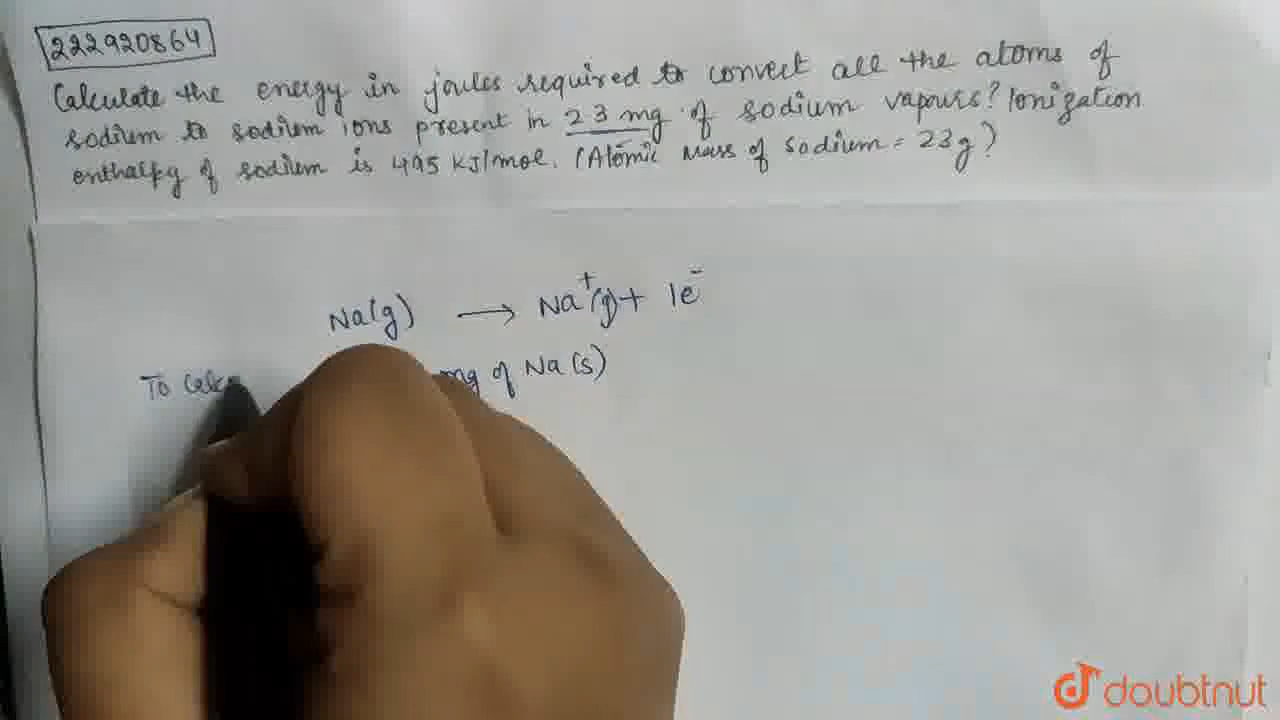 222920864
Calculate the energy in joules required to convert all the atoms of
sodium to sodium ions present in 23 mg of sodium vapours? Ionization
enthalpy of sodium is 495 KJ/mol. (Atomic mass of sodium = 23g)
Na(g) → Na⁺(g) + 1e⁻
To mg of Na(s)
doubtnut